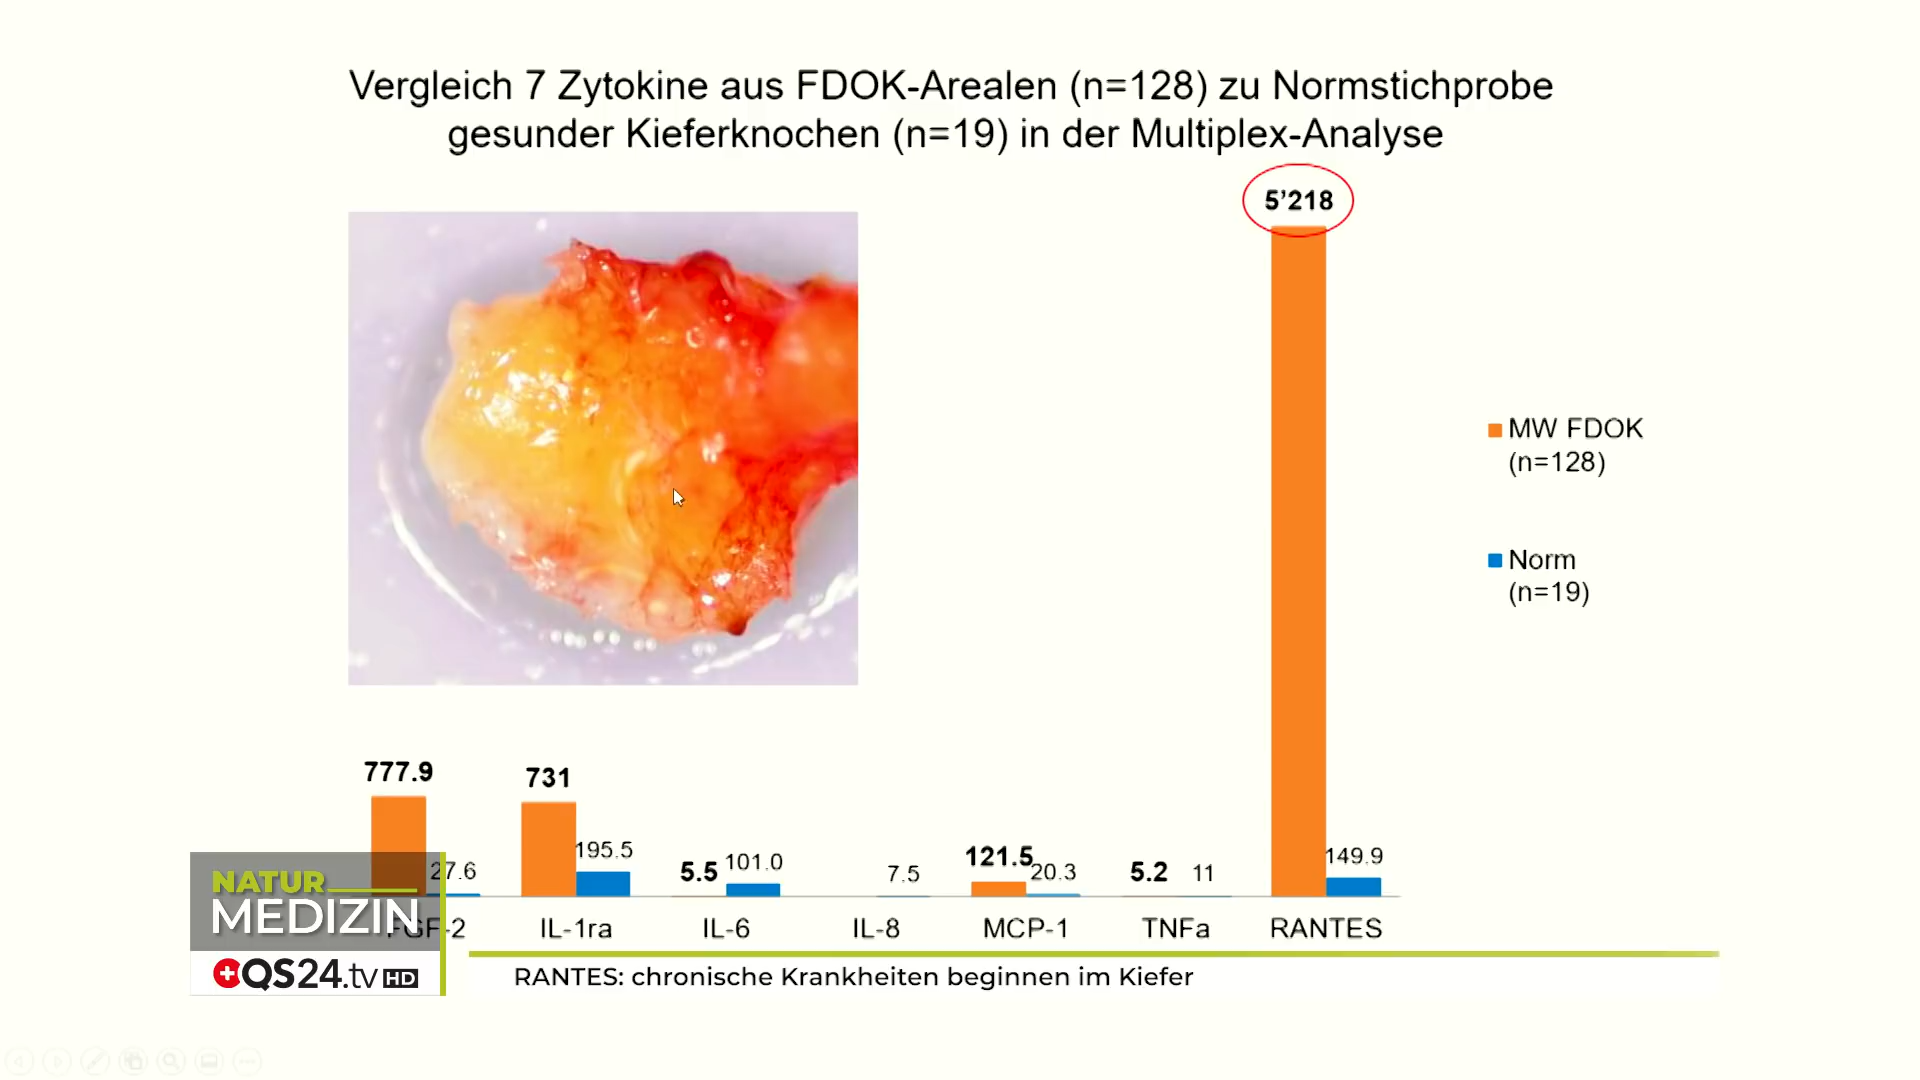 Vergleich 7 Zytokine aus FDOK-Arealen (n=128) zu Normstichprobe
gesunder Kieferknochen (n=19) in der Multiplex-Analyse
5’218
MW FDOK
(n=128)
Norm
(n=19)
777.9
27.6
731
195.5
5.5
101.0
7.5
121.5
20.3
5.2
11
149.9
FGF-2
IL-1ra
IL-6
IL-8
MCP-1
TNFa
RANTES
NATUR
MEDIZIN
QS24.tv HD
RANTES: chronische Krankheiten beginnen im Kiefer